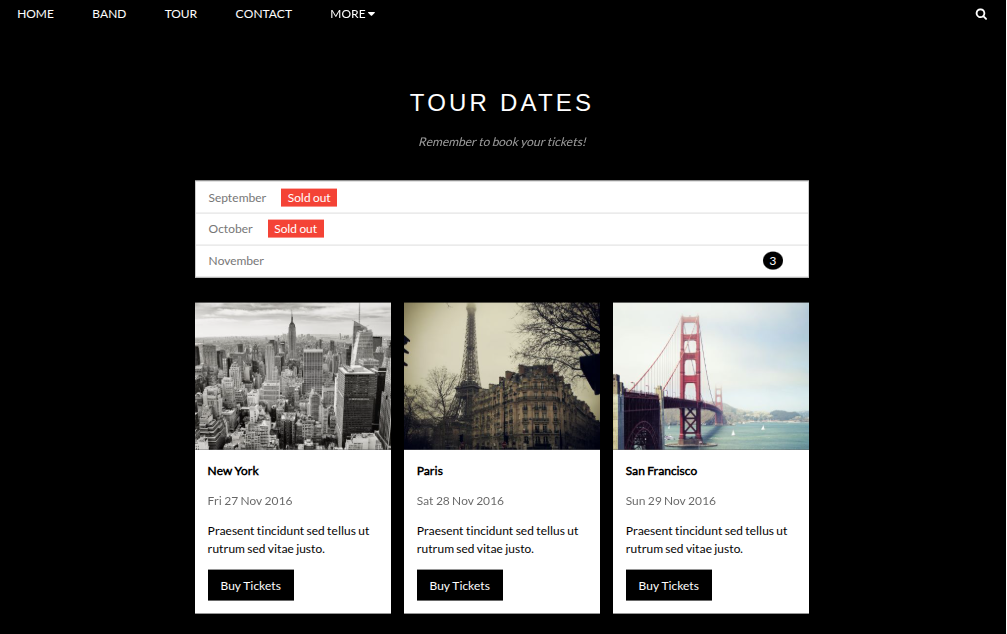 HOME BAND TOUR CONTACT MORE
TOUR DATES
Remember to book your tickets!
September Sold out
October Sold out
November 3
New York
Fri 27 Nov 2016
Praesent tincidunt sed tellus ut
rutrum sed vitae justo.
Buy Tickets
Paris
Sat 28 Nov 2016
Praesent tincidunt sed tellus ut
rutrum sed vitae justo.
Buy Tickets
San Francisco
Sun 29 Nov 2016
Praesent tincidunt sed tellus ut
rutrum sed vitae justo.
Buy Tickets